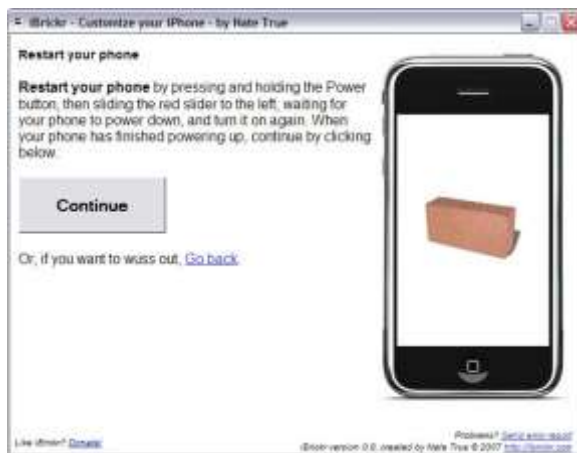 iBrickr - Customize your iPhone - by Nate True
Restart your phone
Restart your phone by pressing and holding the Power
button, then sliding the red slider to the left, waiting for
your phone to power down, and turn it on again. When
your phone has finished powering up, continue by clicking
below.
Continue
Or, if you want to wuss out, Go back.
Like iBrickr? Donate!
Problems? Send error report
iBrickr version 0.8, created by Nate True © 2007 http://ibrickr.com